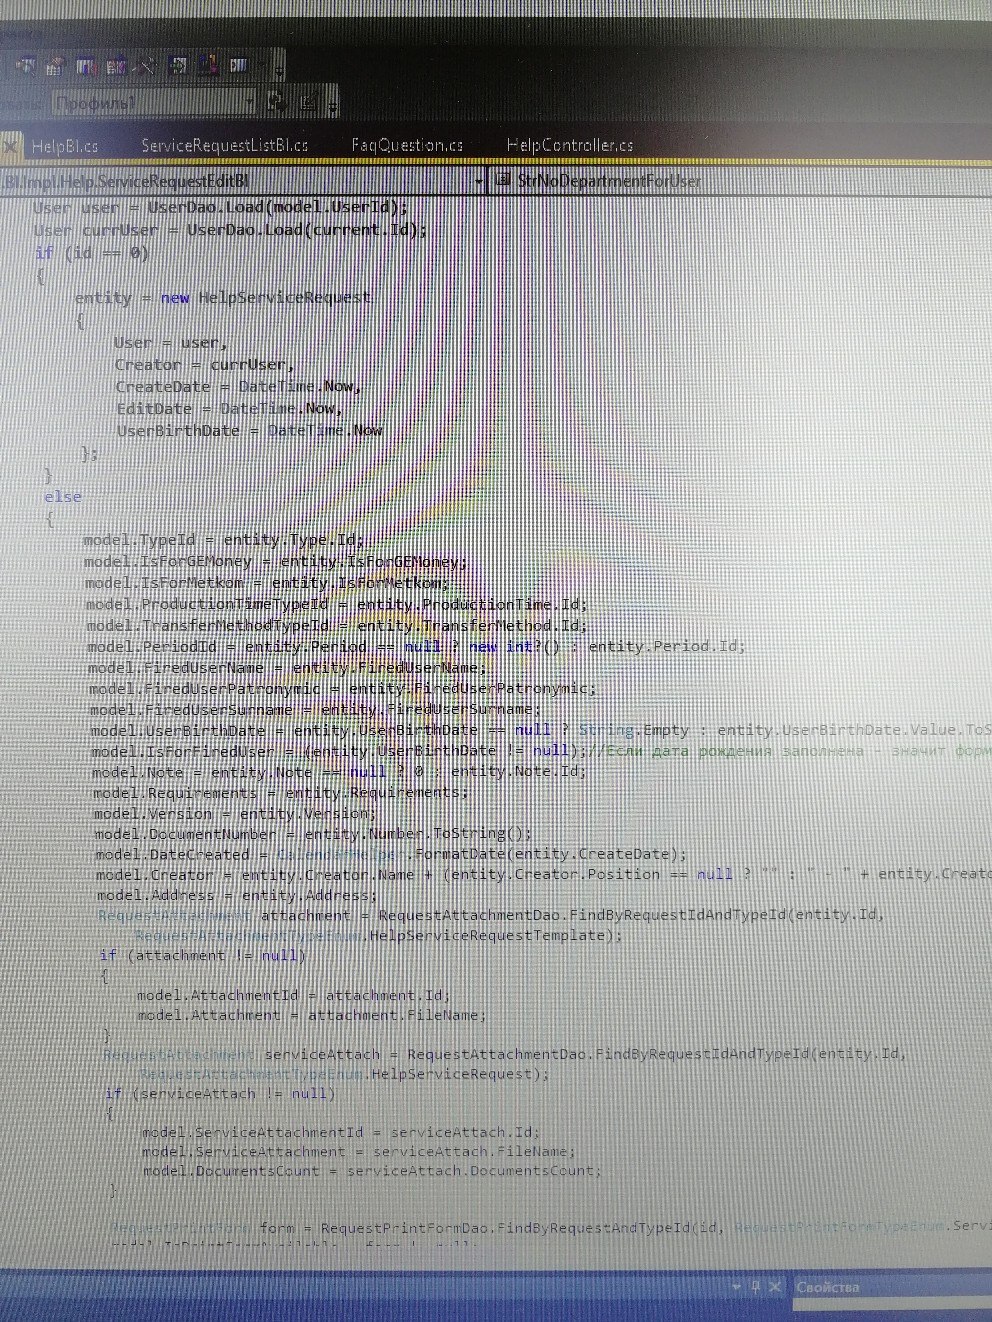 Профиль1
HelpBl.cs ServiceRequestListBl.cs FaqQuestion.cs HelpController.cs
.Bl.Impl.Help.ServiceRequestEditBl StrNoDepartmentForUser
User user = UserDao.Load(model.UserId);
User currUser = UserDao.Load(current.Id);
if (id == 0)
{
entity = new HelpServiceRequest
{
User = user,
Creator = currUser,
CreateDate = DateTime.Now,
EditDate = DateTime.Now,
UserBirthDate = DateTime.Now
};
}
else
{
model.TypeId = entity.Type.Id;
model.IsForGEMoney = entity.IsForGEMoney;
model.IsForMetkom = entity.IsForMetkom;
model.ProductionTimeTypeId = entity.ProductionTime.Id;
model.TransferMethodTypeId = entity.TransferMethod.Id;
model.PeriodId = entity.Period == null ? new int?() : entity.Period.Id;
model.FiredUserName = entity.FiredUserName;
model.FiredUserPatronymic = entity.FiredUserPatronymic;
model.FiredUserSurname = entity.FiredUserSurname;
model.UserBirthDate = entity.UserBirthDate == null ? String.Empty : entity.UserBirthDate.Value.ToS
model.IsForFiredUser = (entity.UserBirthDate != null);//Если дата рождения заполнена - значит форм
model.Note = entity.Note == null ? 0 : entity.Note.Id;
model.Requirements = entity.Requirements;
model.Version = entity.Version;
model.DocumentNumber = entity.Number.ToString();
model.DateCreated = CalendarHelper.FormatDate(entity.CreateDate);
model.Creator = entity.Creator.Name + (entity.Creator.Position == null ? "" : " - " + entity.Creato
model.Address = entity.Address;
RequestAttachment attachment = RequestAttachmentDao.FindByRequestIdAndTypeId(entity.Id,
RequestAttachmentTypeEnum.HelpServiceRequestTemplate);
if (attachment != null)
{
model.AttachmentId = attachment.Id;
model.Attachment = attachment.FileName;
}
RequestAttachment serviceAttach = RequestAttachmentDao.FindByRequestIdAndTypeId(entity.Id,
RequestAttachmentTypeEnum.HelpServiceRequest);
if (serviceAttach != null)
{
model.ServiceAttachmentId = serviceAttach.Id;
model.ServiceAttachment = serviceAttach.FileName;
model.DocumentsCount = serviceAttach.DocumentsCount;
}
RequestPrintForm form = RequestPrintFormDao.FindByRequestAndTypeId(id, RequestPrintFormTypeEnum.Servi
Свойства